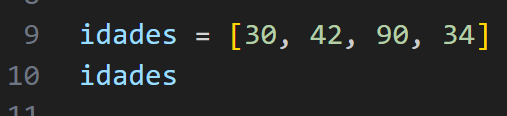 9 idades = [30, 42, 90, 34]
10 idades